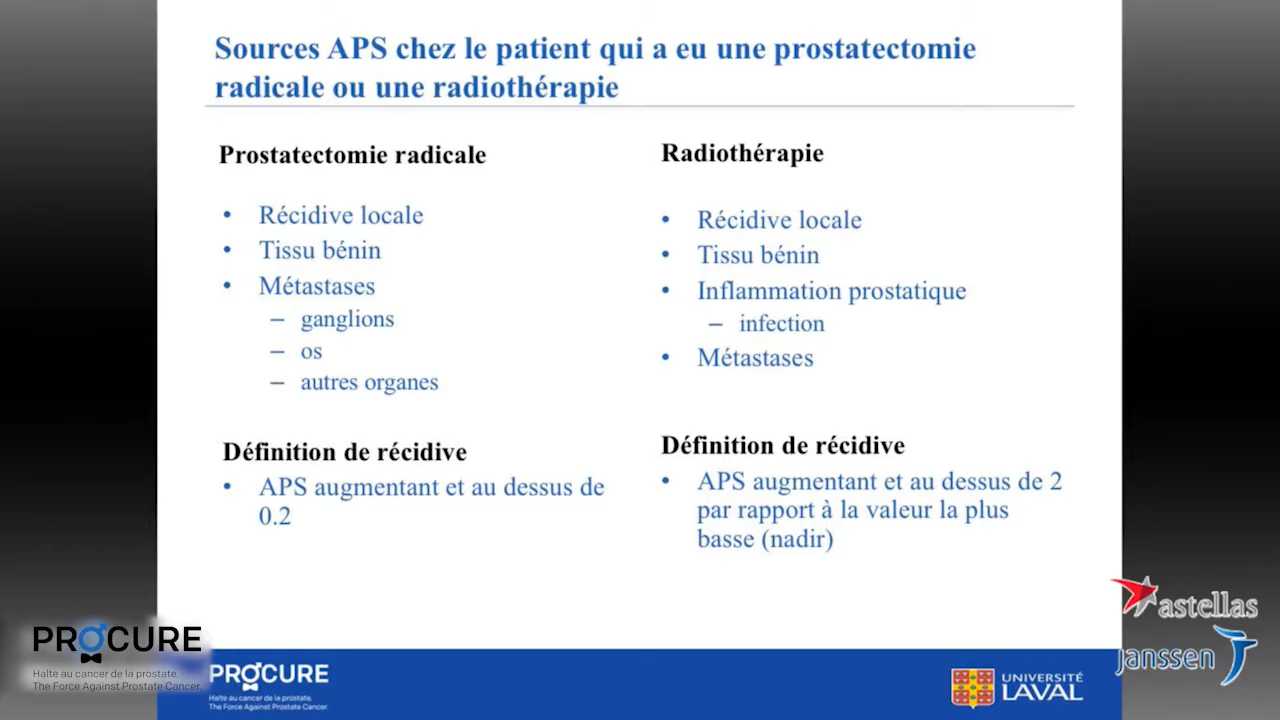 Sources APS chez le patient qui a eu une prostatectomie
radicale ou une radiothérapie
Prostatectomie radicale
• Récidive locale
• Tissu bénin
• Métastases
– ganglions
– os
– autres organes
Définition de récidive
• APS augmentant et au dessus de
0.2
Radiothérapie
• Récidive locale
• Tissu bénin
• Inflammation prostatique
– infection
• Métastases
Définition de récidive
• APS augmentant et au dessus de 2
par rapport à la valeur la plus
basse (nadir)
PROCURE
Halte au cancer de la prostate.
The Force Against Prostate Cancer.
PROCURE
Halte au cancer de la prostate.
The Force Against Prostate Cancer.
UNIVERSITÉ
LAVAL
astellas
janssen